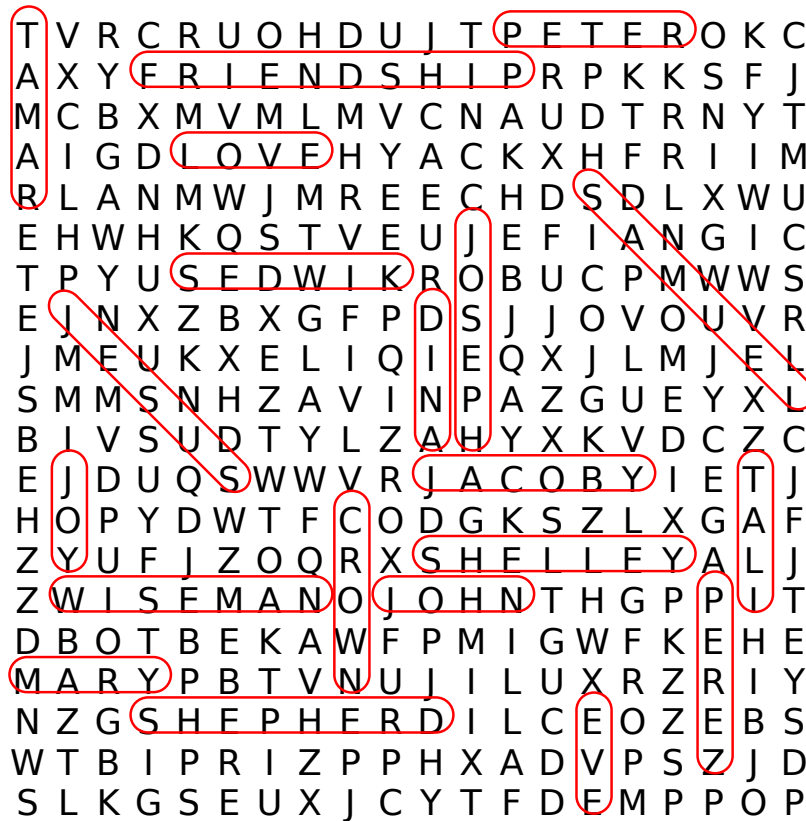 T V R C R U O H D U J T P E T E R O K C
A X Y F R I E N D S H I P R P K K S F J
M C B X M V M L M V C N A U D T R N Y T
A I G D L O V E H Y A C K X H F R I I M
R L A N M W J M R E E C H D S D L X W U
E H W H K Q S T V E U J E F I A N G I C
T P Y U S E D W I K R O B U C P M W W S
E J N X Z B X G F P D S J J O V O U V R
J M E U K X E L I Q I E Q X J L M J E L
S M M S N H Z A V I N P A Z G U E Y X L
B I V S U D T Y L Z A H Y X K V D C Z C
E J D U Q S W W V R J A C O B Y I E T J
H O P Y D W T F C O D G K S Z L X G A F
Z Y U F J Z O Q R X S H E L L E Y A L J
Z W I S E M A N O J O H N T H G P P I T
D B O T B E K A W F P M I G W F K E H E
M A R Y P B T V N U J I L U X R Z R I Y
N Z G S H E P H E R D I L C E O Z E B S
W T B I P R I Z P P H X A D V P S Z J D
S L K G S E U X J C Y T F D E M P P O P